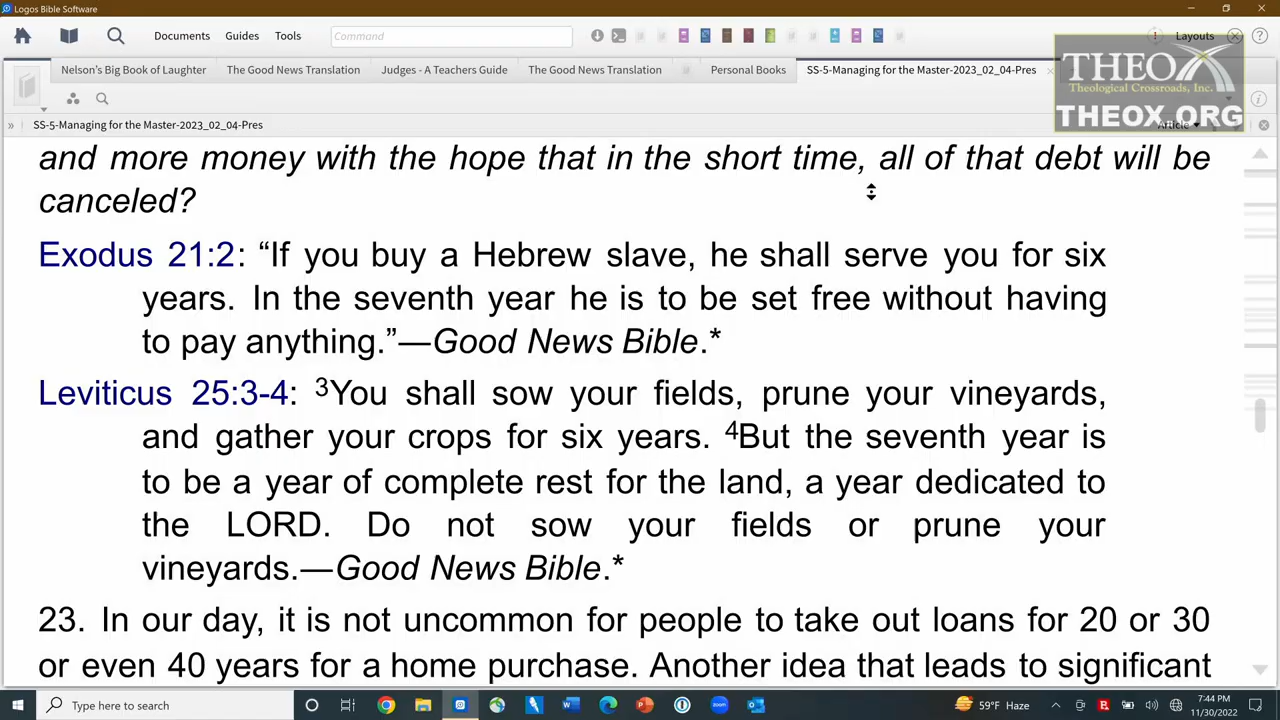 Logos Bible Software
Documents Guides Tools Command Layouts
Nelson's Big Book of Laughter The Good News Translation Judges - A Teachers Guide The Good News Translation Personal Books SS-5-Managing for the Master-2023_02_04-Pres
THEOX
Theological Crossroads, Inc.
THEOX.ORG
SS-5-Managing for the Master-2023_02_04-Pres Article
and more money with the hope that in the short time, all of that debt will be
canceled?
Exodus 21:2: “If you buy a Hebrew slave, he shall serve you for six
years. In the seventh year he is to be set free without having
to pay anything.”—Good News Bible.*
Leviticus 25:3-4: 3You shall sow your fields, prune your vineyards,
and gather your crops for six years. 4But the seventh year is
to be a year of complete rest for the land, a year dedicated to
the LORD. Do not sow your fields or prune your
vineyards.—Good News Bible.*
23. In our day, it is not uncommon for people to take out loans for 20 or 30
or even 40 years for a home purchase. Another idea that leads to significant
Type here to search 59°F Haze 7:44 PM
11/30/2022